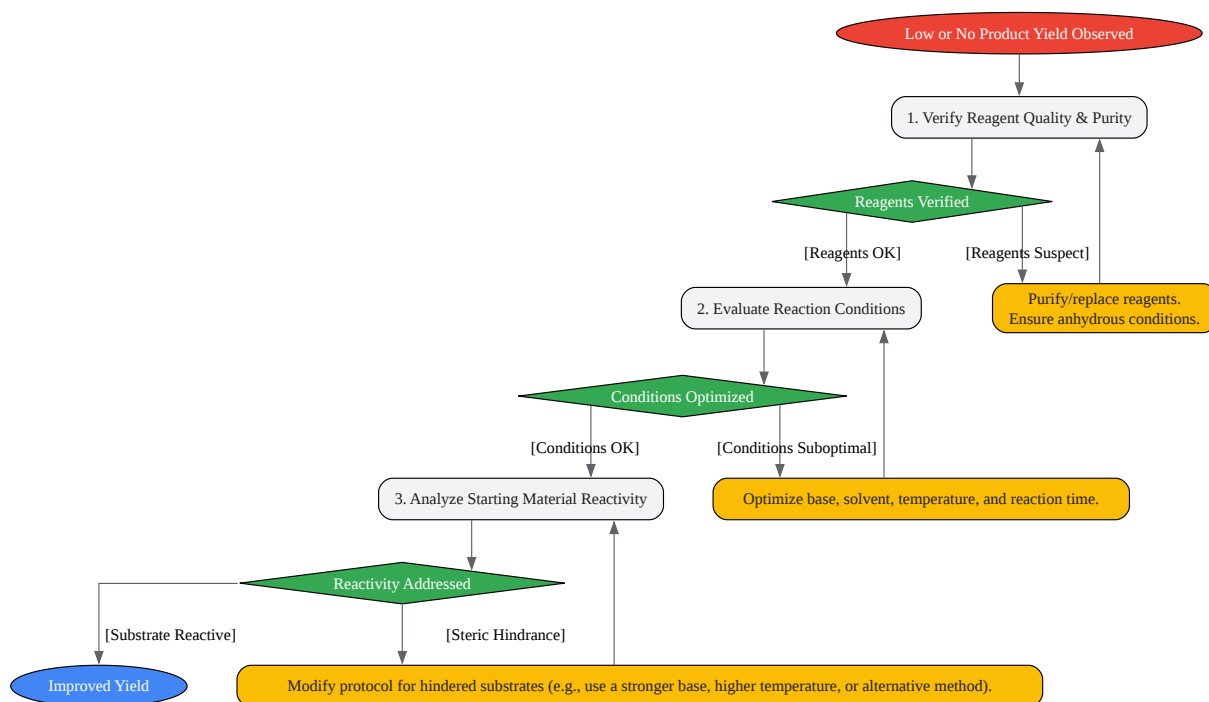 Low or No Product Yield Observed
1. Verify Reagent Quality & Purity
Reagents Verified
[Reagents OK]
[Reagents Suspect]
2. Evaluate Reaction Conditions
Purify/replace reagents.
Ensure anhydrous conditions.
Conditions Optimized
[Conditions OK]
[Conditions Suboptimal]
3. Analyze Starting Material Reactivity
Optimize base, solvent, temperature, and reaction time.
Reactivity Addressed
[Substrate Reactive]
[Steric Hindrance]
Improved Yield
Modify protocol for hindered substrates (e.g., use a stronger base, higher temperature, or alternative method).